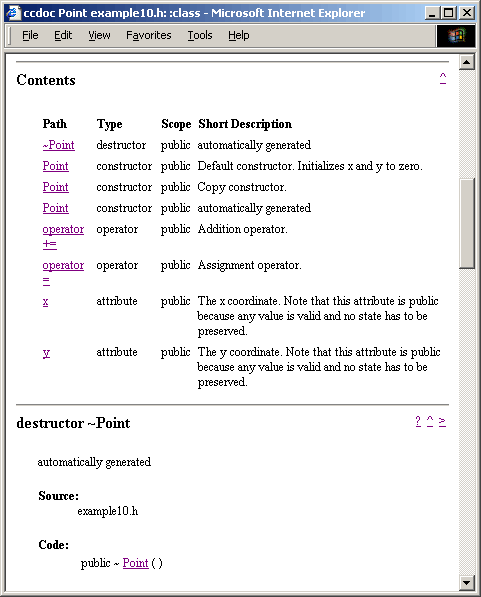 ccdoc Point example10.h: :class - Microsoft Internet Explorer
File Edit View Favorites Tools Help
Contents ^
Path Type Scope Short Description
~Point destructor public automatically generated
Point constructor public Default constructor. Initializes x and y to zero.
Point constructor public Copy constructor.
Point constructor public automatically generated
operator operator public Addition operator.
+=
operator operator public Assignment operator.
=
x attribute public The x coordinate. Note that this attribute is public
because any value is valid and no state has to be
preserved.
y attribute public The y coordinate. Note that this attribute is public
because any value is valid and no state has to be
preserved.
destructor ~Point ? ^ >
automatically generated
Source:
example10.h
Code:
public ~ Point ( )